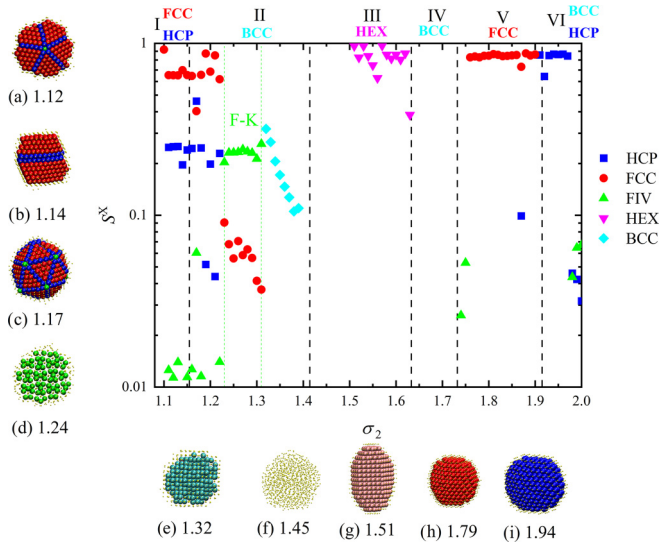 I FCC HCP
II BCC
III HEX
IV BCC
V FCC
VI BCC HCP
(a) 1.12
(b) 1.14
(c) 1.17
(d) 1.24
1
0.1
0.01
S^x
F-K
HCP
FCC
FIV
HEX
BCC
1.1 1.2 1.3 1.4 1.5 1.6 1.7 1.8 1.9 2.0
σ₂
(e) 1.32
(f) 1.45
(g) 1.51
(h) 1.79
(i) 1.94